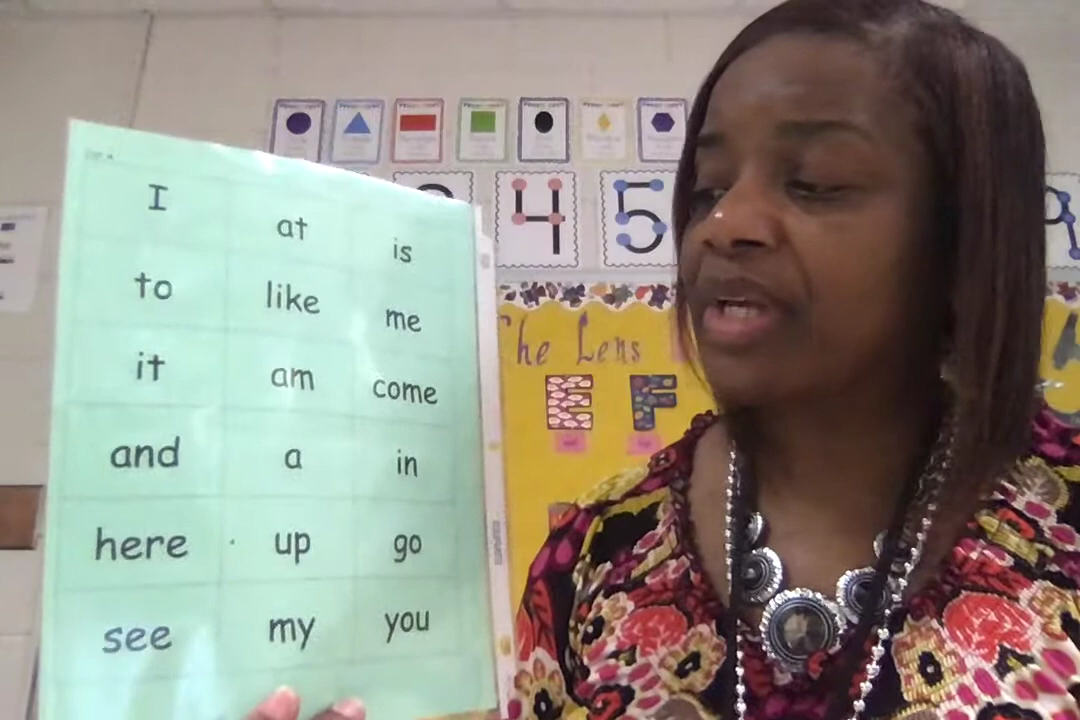 I at is
to like me
it am come
and a in
here up go
see my you
4 5
The Lens
E F